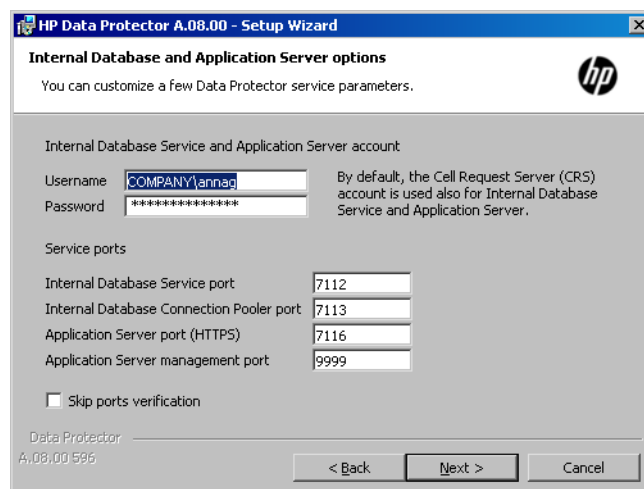 HP Data Protector A.08.00 - Setup Wizard
Internal Database and Application Server options
You can customize a few Data Protector service parameters.
hp
Internal Database Service and Application Server account
Username COMPANY\annag
Password **************
By default, the Cell Request Server (CRS)
account is used also for Internal Database
Service and Application Server.
Service ports
Internal Database Service port 7112
Internal Database Connection Pooler port 7113
Application Server port (HTTPS) 7116
Application Server management port 9999
Skip ports verification
Data Protector
A.08.00 596
< Back Next > Cancel